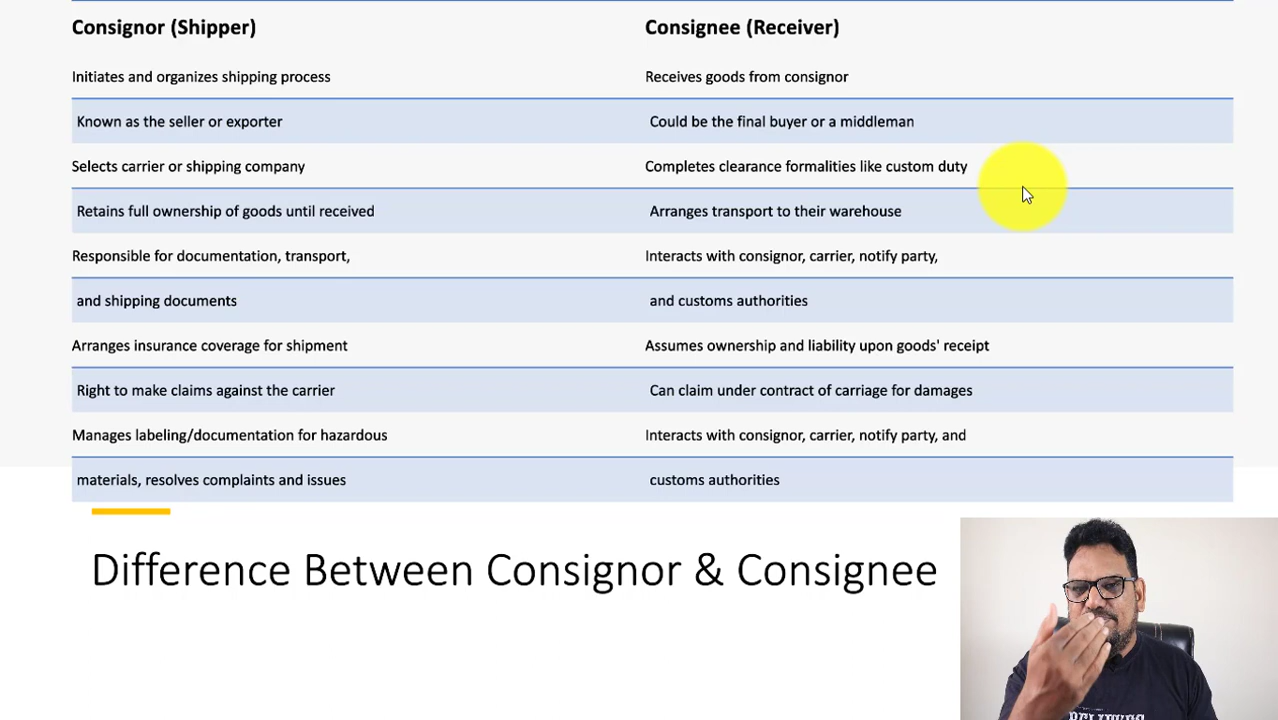 Consignor (Shipper) Consignee (Receiver)
Initiates and organizes shipping process Receives goods from consignor
Known as the seller or exporter Could be the final buyer or a middleman
Selects carrier or shipping company Completes clearance formalities like custom duty
Retains full ownership of goods until received Arranges transport to their warehouse
Responsible for documentation, transport, Interacts with consignor, carrier, notify party,
and shipping documents and customs authorities
Arranges insurance coverage for shipment Assumes ownership and liability upon goods' receipt
Right to make claims against the carrier Can claim under contract of carriage for damages
Manages labeling/documentation for hazardous Interacts with consignor, carrier, notify party, and
materials, resolves complaints and issues customs authorities
Difference Between Consignor & Consignee